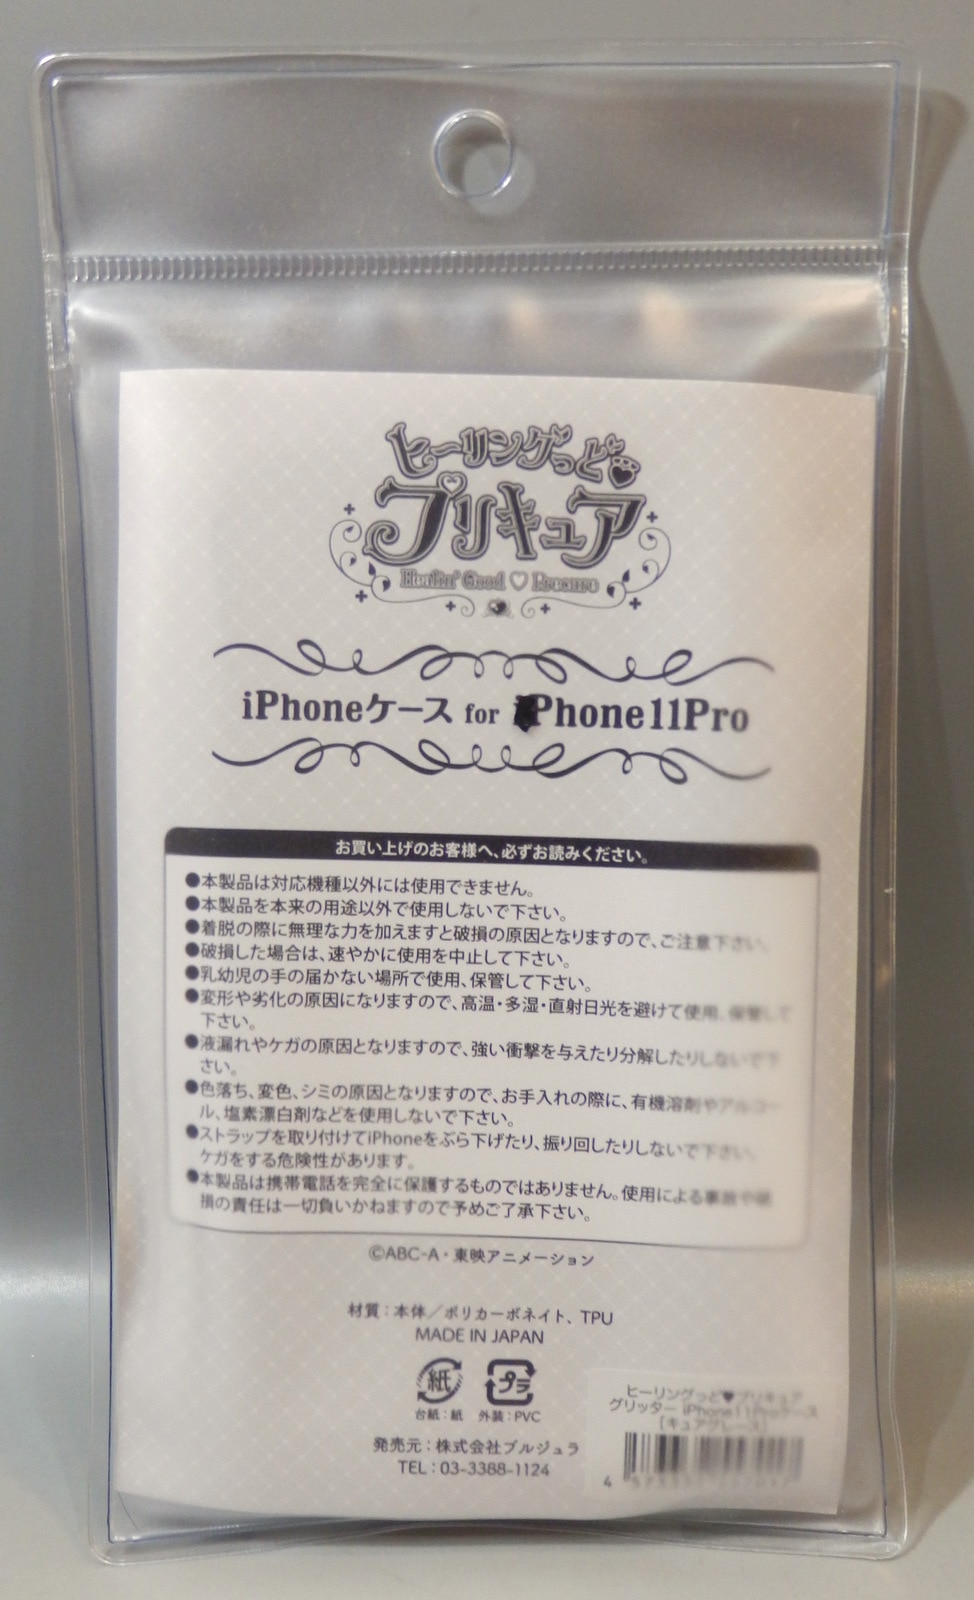 ヒーリングっど♥
プリキュア
Healin' Good ♡ Precure
iPhoneケース for iPhone11Pro
お買い上げのお客様へ、必ずお読みください。
●本製品は対応機種以外には使用できません。
●本製品を本来の用途以外で使用しないで下さい。
●着脱の際に無理な力を加えますと破損の原因となりますので、ご注意下さい。
●破損した場合は、速やかに使用を中止して下さい。
●乳幼児の手の届かない場所で使用、保管して下さい。
●変形や劣化の原因になりますので、高温・多湿・直射日光を避けて使用、保管して
下さい。
●液漏れやケガの原因となりますので、強い衝撃を与えたり分解したりしないで下
さい。
●色落ち、変色、シミの原因となりますので、お手入れの際に、有機溶剤やアルコー
ル、塩素漂白剤などを使用しないで下さい。
●ストラップを取り付けてiPhoneをぶら下げたり、振り回したりしないで下さい。
ケガをする危険性があります。
●本製品は携帯電話を完全に保護するものではありません。使用による事故や破
損の責任は一切負いかねますので予めご了承下さい。
©ABC-A・東映アニメーション
材質：本体／ポリカーボネイト、TPU
MADE IN JAPAN
紙 プラ
台紙：紙 外装：PVC
発売元：株式会社ブルジュラ
TEL：03-3388-1124
ヒーリングっど♥プリキュア
グリッター iPhone11Proケース
［キュアグレース］
4